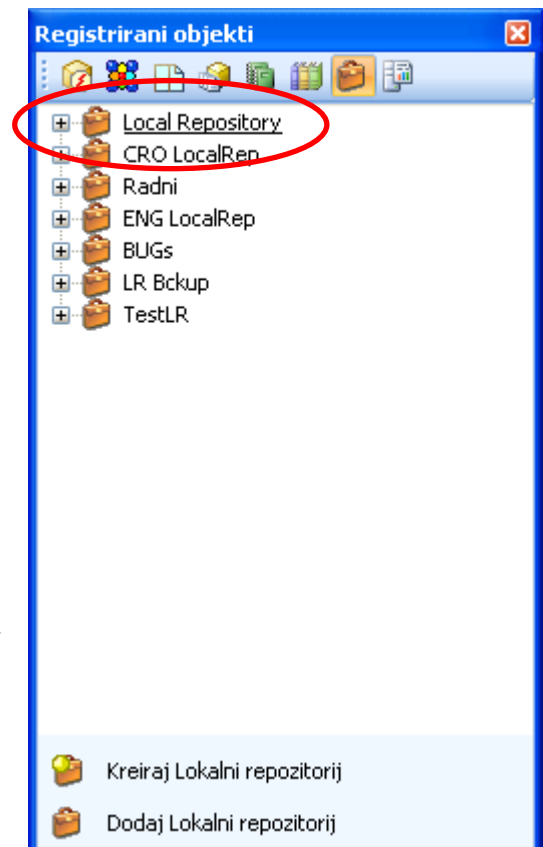 Registrirani objekti
Local Repository
CRO LocalRep
Radni
ENG LocalRep
BUGs
LR Bckup
TestLR
Kreiraj Lokalni repozitorij
Dodaj Lokalni repozitorij